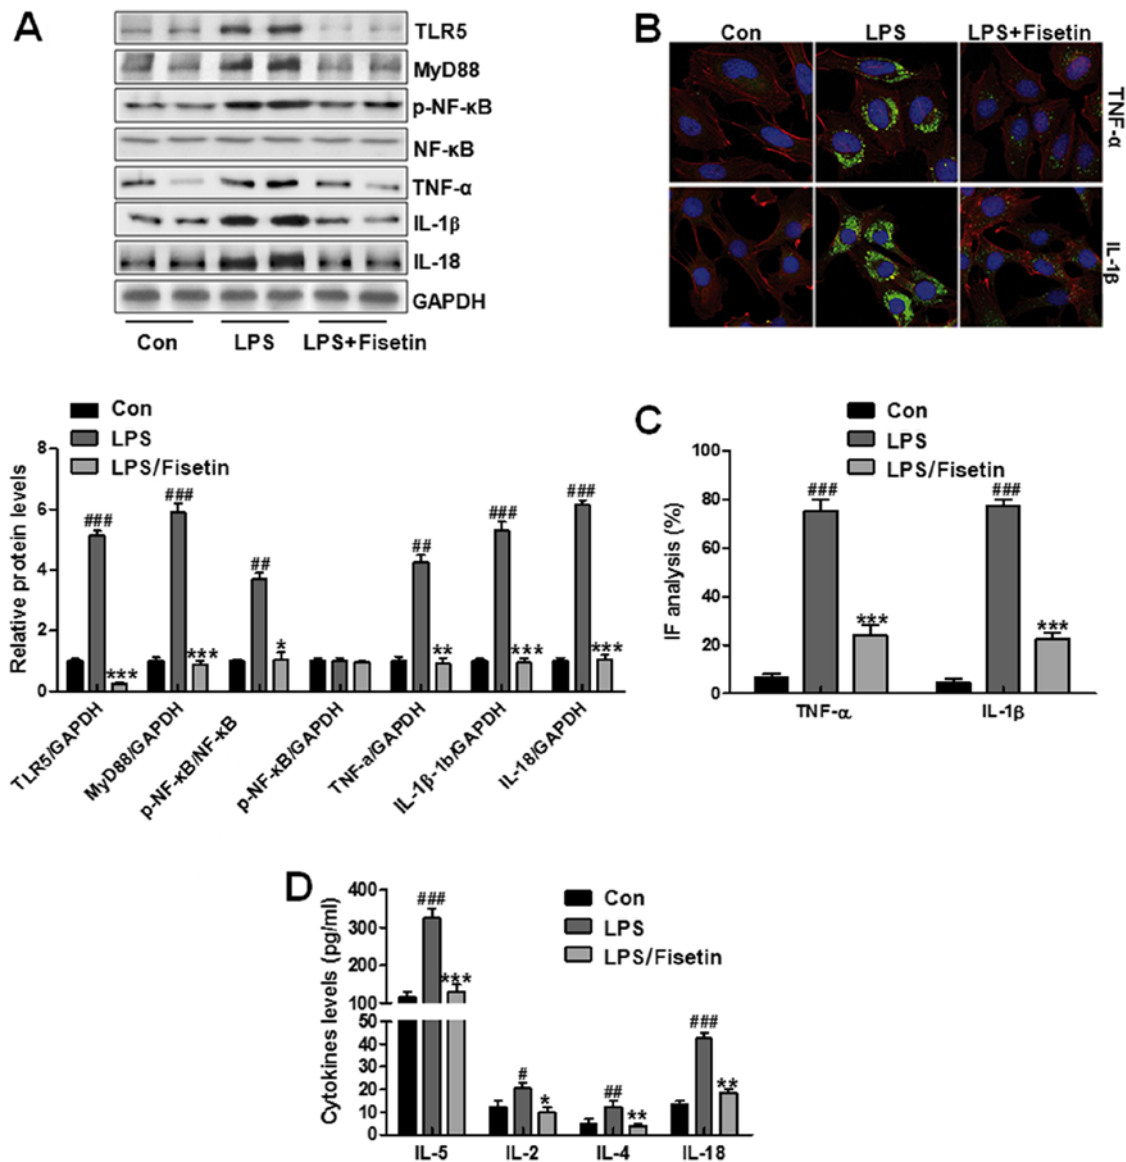 A
TLR5
MyD88
p-NF-κB
NF-κB
TNF-α
IL-1β
IL-18
GAPDH
Con LPS LPS+Fisetin
B
Con LPS LPS+Fisetin
TNF-α
IL-1β
Con
LPS
LPS/Fisetin
Relative protein levels
8
6
4
2
0
###
###
##
##
###
###
***
***
*
**
***
***
TLR5/GAPDH
MyD88/GAPDH
p-NF-κB/NF-κB
p-NF-κB/GAPDH
TNF-a/GAPDH
IL-1β-1b/GAPDH
IL-18/GAPDH
C
Con
LPS
LPS/Fisetin
IF analysis (%)
100
80
60
40
20
0
### ###
*** ***
TNF-α IL-1β
D
Con
LPS
LPS/Fisetin
Cytokines levels (pg/ml)
400
300
200
100
50
40
30
20
10
0
###
***
#
*
##
**
###
**
IL-5 IL-2 IL-4 IL-18